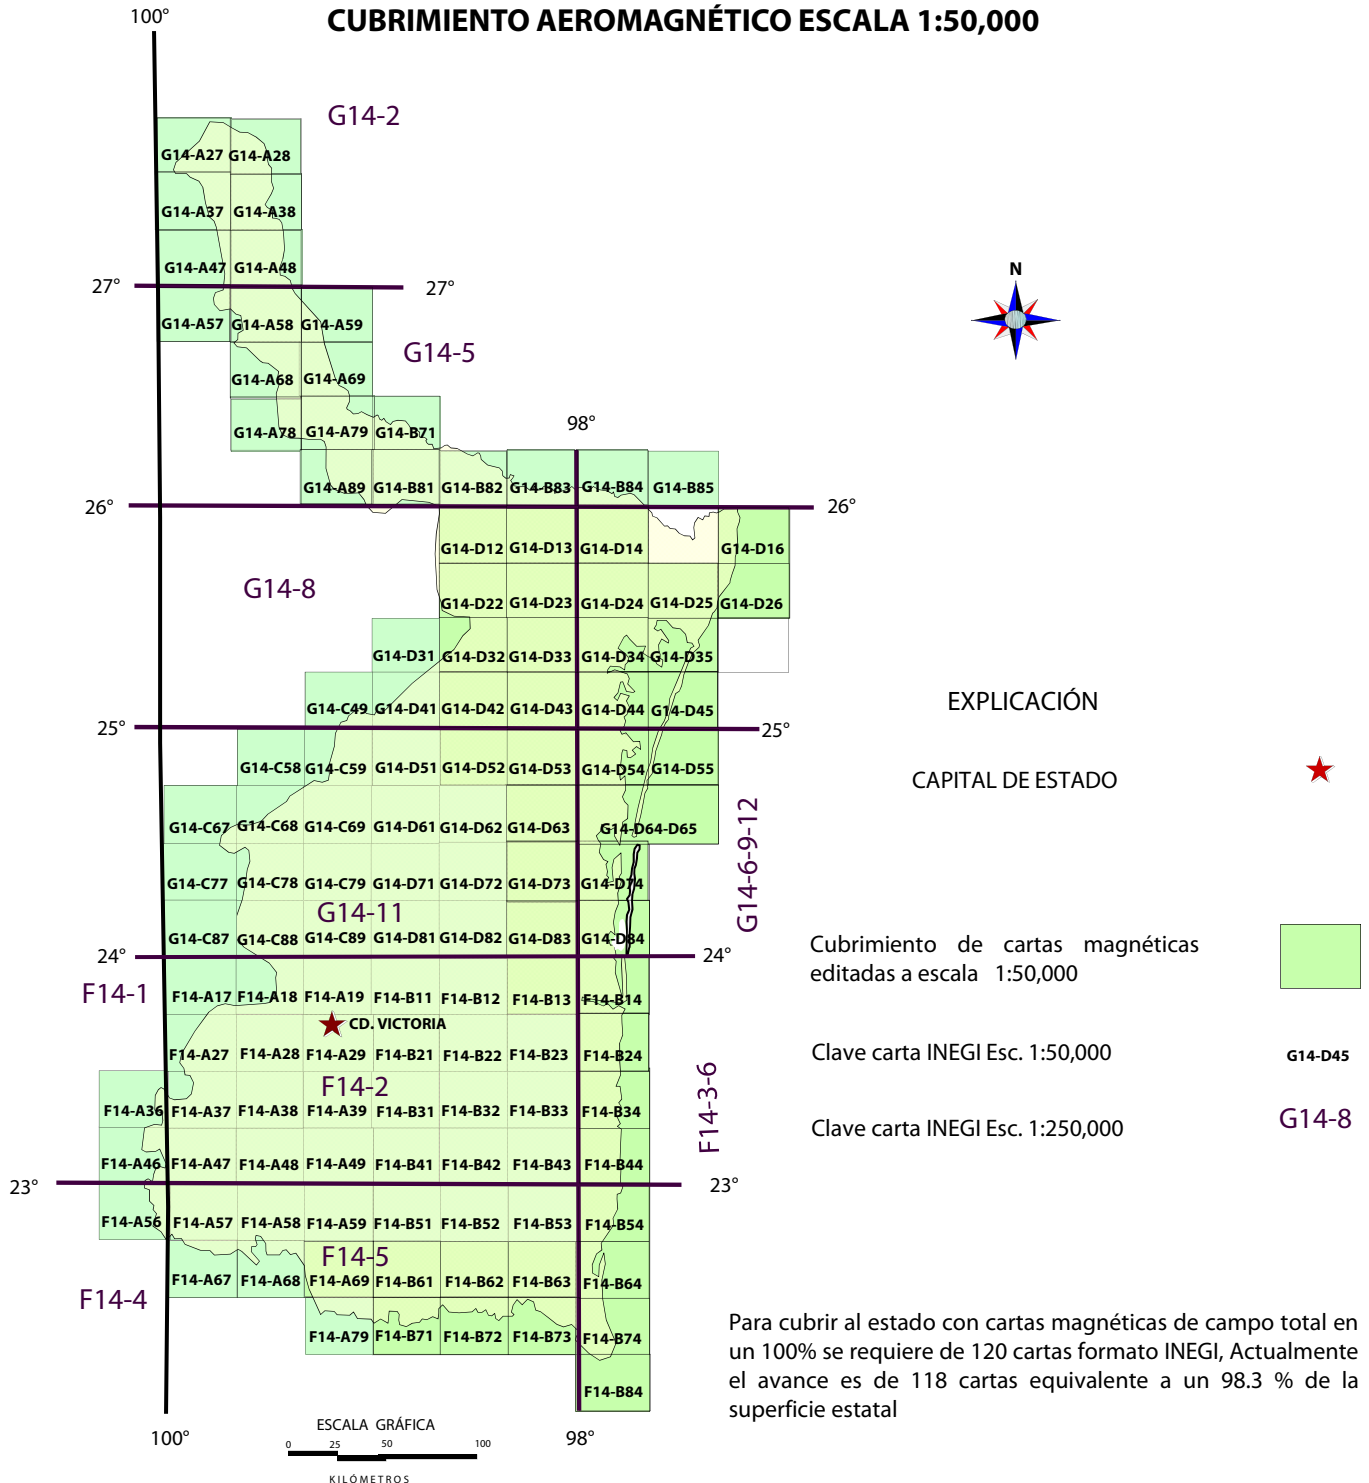 CUBRIMIENTO AEROMAGNÉTICO ESCALA 1:50,000
100°
G14-2
G14-A27 G14-A28
G14-A37 G14-A38
G14-A47 G14-A48
27° 27°
G14-A57 G14-A58 G14-A59
G14-5
G14-A68 G14-A69
G14-A78 G14-A79 G14-B71
98°
G14-A89 G14-B81 G14-B82 G14-B83 G14-B84 G14-B85
26° 26°
G14-D12 G14-D13 G14-D14 G14-D16
G14-8
G14-D22 G14-D23 G14-D24 G14-D25 G14-D26
G14-D31 G14-D32 G14-D33 G14-D34 G14-D35
G14-C49 G14-D41 G14-D42 G14-D43 G14-D44 G14-D45
25° 25°
G14-C58 G14-C59 G14-D51 G14-D52 G14-D53 G14-D54 G14-D55
G14-C67 G14-C68 G14-C69 G14-D61 G14-D62 G14-D63 G14-D64-D65
G14-6-9-12
G14-C77 G14-C78 G14-C79 G14-D71 G14-D72 G14-D73 G14-D74
G14-11
G14-C87 G14-C88 G14-C89 G14-D81 G14-D82 G14-D83 G14-D84
24° 24°
F14-1
F14-A17 F14-A18 F14-A19 F14-B11 F14-B12 F14-B13 F14-B14
CD. VICTORIA
F14-A27 F14-A28 F14-A29 F14-B21 F14-B22 F14-B23 F14-B24
F14-2
F14-3-6
F14-A36 F14-A37 F14-A38 F14-A39 F14-B31 F14-B32 F14-B33 F14-B34
F14-A46 F14-A47 F14-A48 F14-A49 F14-B41 F14-B42 F14-B43 F14-B44
23° 23°
F14-A56 F14-A57 F14-A58 F14-A59 F14-B51 F14-B52 F14-B53 F14-B54
F14-5
F14-A67 F14-A68 F14-A69 F14-B61 F14-B62 F14-B63 F14-B64
F14-4
F14-A79 F14-B71 F14-B72 F14-B73 F14-B74
F14-B84
100° 98°
ESCALA GRÁFICA
0 25 50 100
KILÓMETROS
N
EXPLICACIÓN
CAPITAL DE ESTADO
Cubrimiento de cartas magnéticas
editadas a escala 1:50,000
Clave carta INEGI Esc. 1:50,000 G14-D45
Clave carta INEGI Esc. 1:250,000 G14-8
Para cubrir al estado con cartas magnéticas de campo total en
un 100% se requiere de 120 cartas formato INEGI, Actualmente
el avance es de 118 cartas equivalente a un 98.3 % de la
superficie estatal